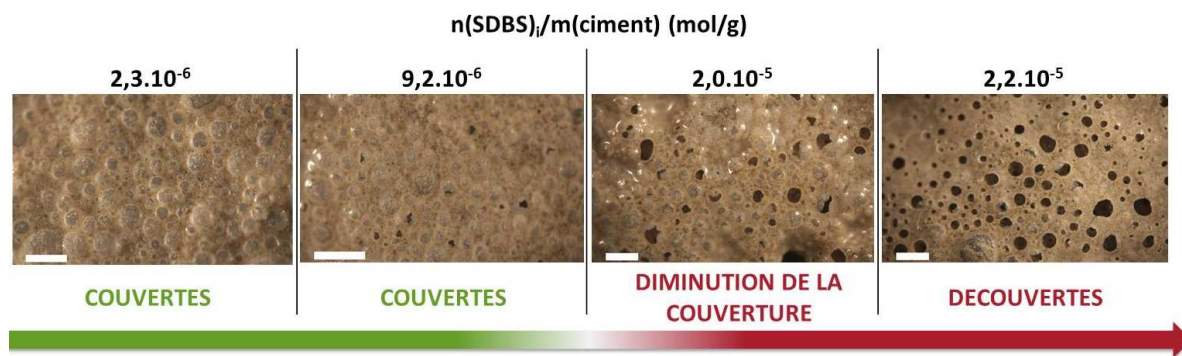 n(SDBS)ᵢ/m(ciment) (mol/g)
2,3.10⁻⁶
9,2.10⁻⁶
2,0.10⁻⁵
2,2.10⁻⁵
COUVERTES
COUVERTES
DIMINUTION DE LA
COUVERTURE
DECOUVERTES